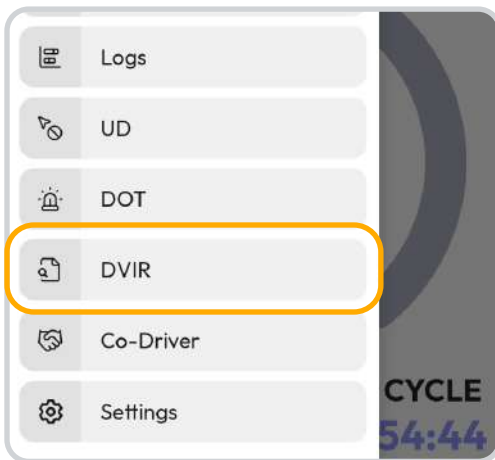 Logs
UD
DOT
DVIR
Co-Driver
Settings
CYCLE
54:44